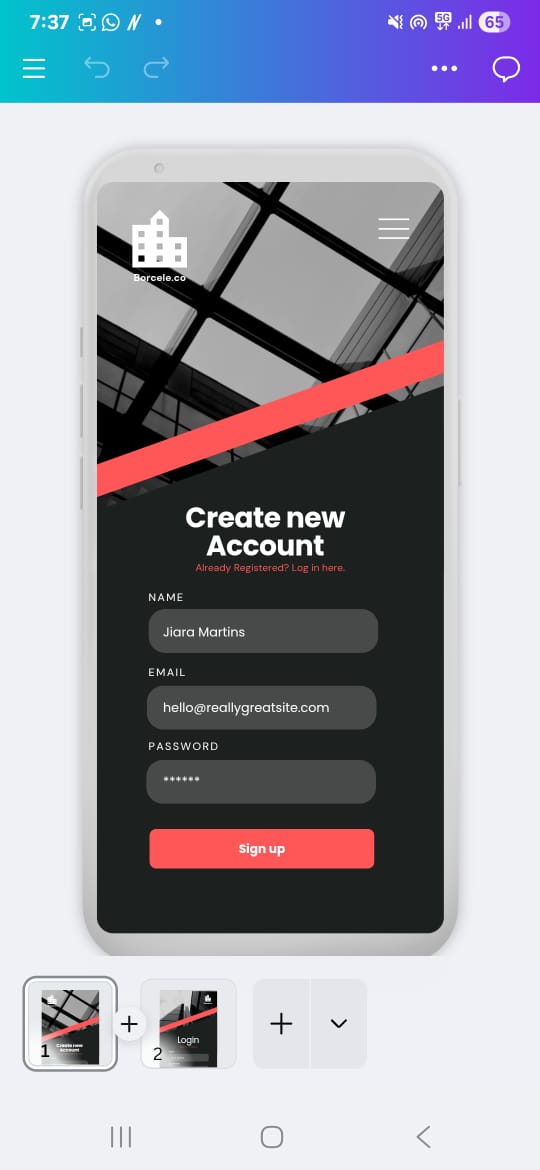 7:37
5G
65
Borcele.co
Create new
Account
Already Registered? Log in here.
NAME
Jiara Martins
EMAIL
hello@reallygreatsite.com
PASSWORD
******
Sign up
Create new
Account
1
Login
2